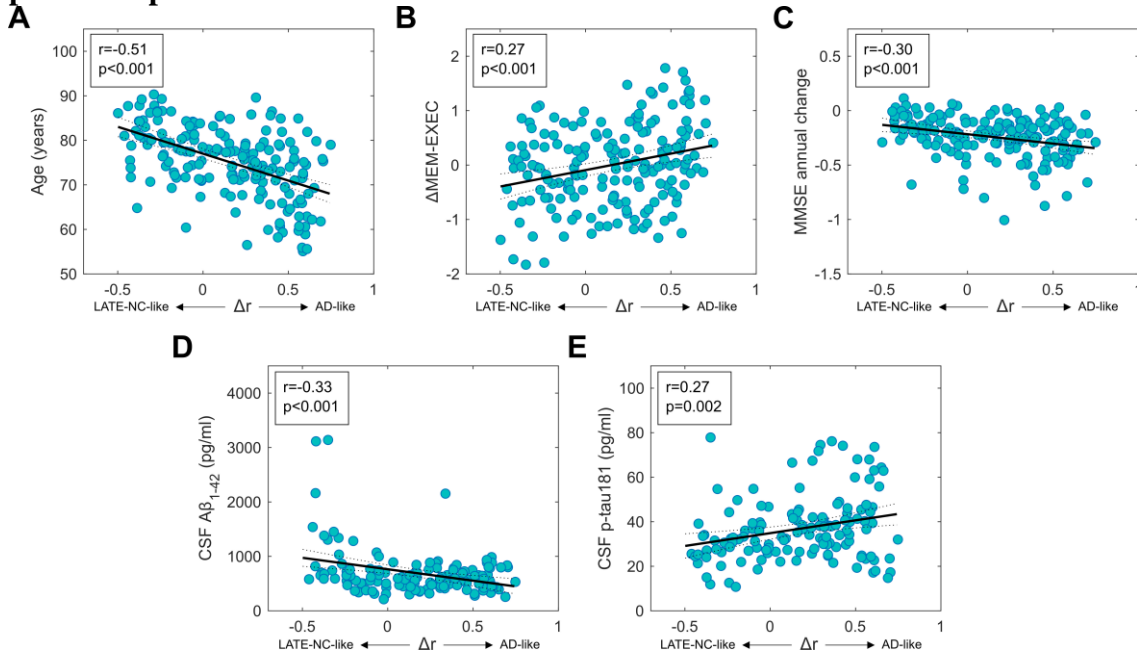 A
r=-0.51
p<0.001
Age (years)
100
90
80
70
60
50
-0.5
0
0.5
1
LATE-NC-like
Δr
AD-like
B
r=0.27
p<0.001
ΔMEM-EXEC
2
1
0
-1
-2
-0.5
0
0.5
1
LATE-NC-like
Δr
AD-like
C
r=-0.30
p<0.001
MMSE annual change
0.5
0
-0.5
-1
-1.5
-0.5
0
0.5
1
LATE-NC-like
Δr
AD-like
D
r=-0.33
p<0.001
CSF Aβ1-42 (pg/ml)
4000
3000
2000
1000
0
-0.5
0
0.5
1
LATE-NC-like
Δr
AD-like
E
r=0.27
p=0.002
CSF p-tau181 (pg/ml)
100
80
60
40
20
0
-0.5
0
0.5
1
LATE-NC-like
Δr
AD-like